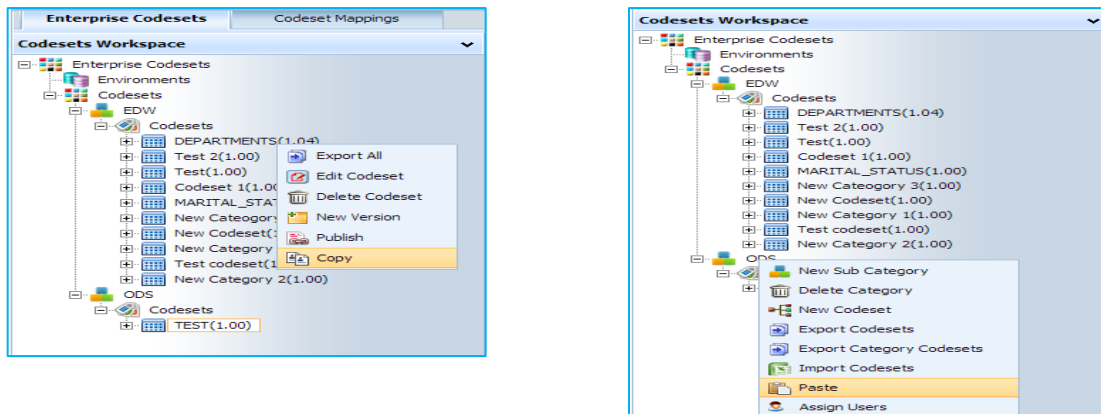 Enterprise Codesets Codeset Mappings
Codesets Workspace
Enterprise Codesets
Environments
Codesets
EDW
Codesets
DEPARTMENTS(1.04)
Test 2(1.00)
Test(1.00)
Codeset 1(1.00
MARITAL_STAT
New Cateogory
New Codeset(1
New Category
Test codeset(1
New Category 2(1.00)
ODS
Codesets
TEST(1.00)
Export All
Edit Codeset
Delete Codeset
New Version
Publish
Copy
Codesets Workspace
Enterprise Codesets
Environments
Codesets
EDW
Codesets
DEPARTMENTS(1.04)
Test 2(1.00)
Test(1.00)
Codeset 1(1.00)
MARITAL_STATUS(1.00)
New Cateogory 3(1.00)
New Codeset(1.00)
New Category 1(1.00)
Test codeset(1.00)
New Category 2(1.00)
ODS
New Sub Category
Delete Category
New Codeset
Export Codesets
Export Category Codesets
Import Codesets
Paste
Assign Users